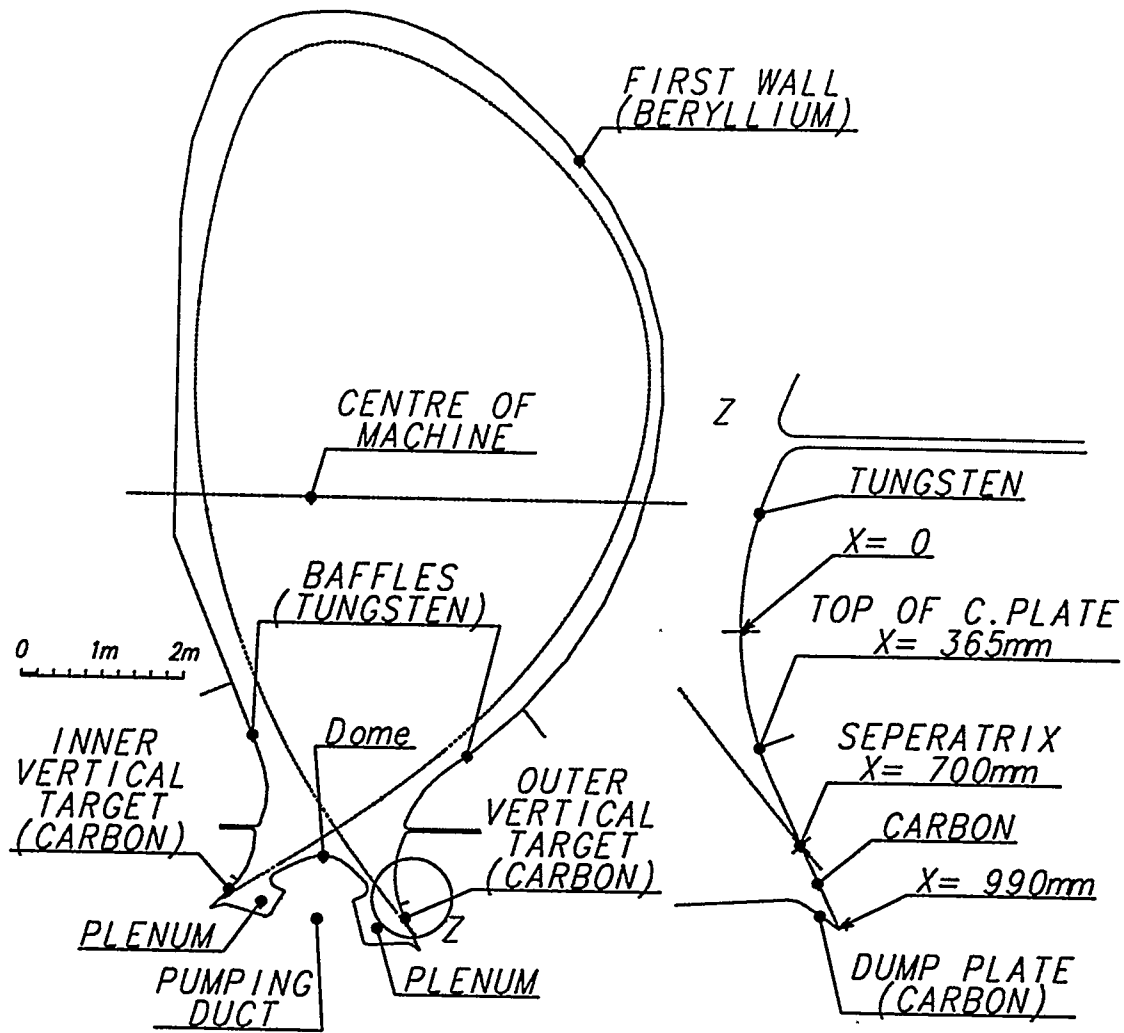 FIRST WALL
(BERYLLIUM)
CENTRE OF
MACHINE
Z
TUNGSTEN
X= 0
BAFFLES
(TUNGSTEN)
TOP OF C.PLATE
X= 365mm
0 1m 2m
Dome
INNER
VERTICAL
TARGET
(CARBON)
OUTER
VERTICAL
TARGET
(CARBON)
SEPERATRIX
X= 700mm
CARBON
X= 990mm
Z
PLENUM
PUMPING
DUCT
PLENUM
DUMP PLATE
(CARBON)